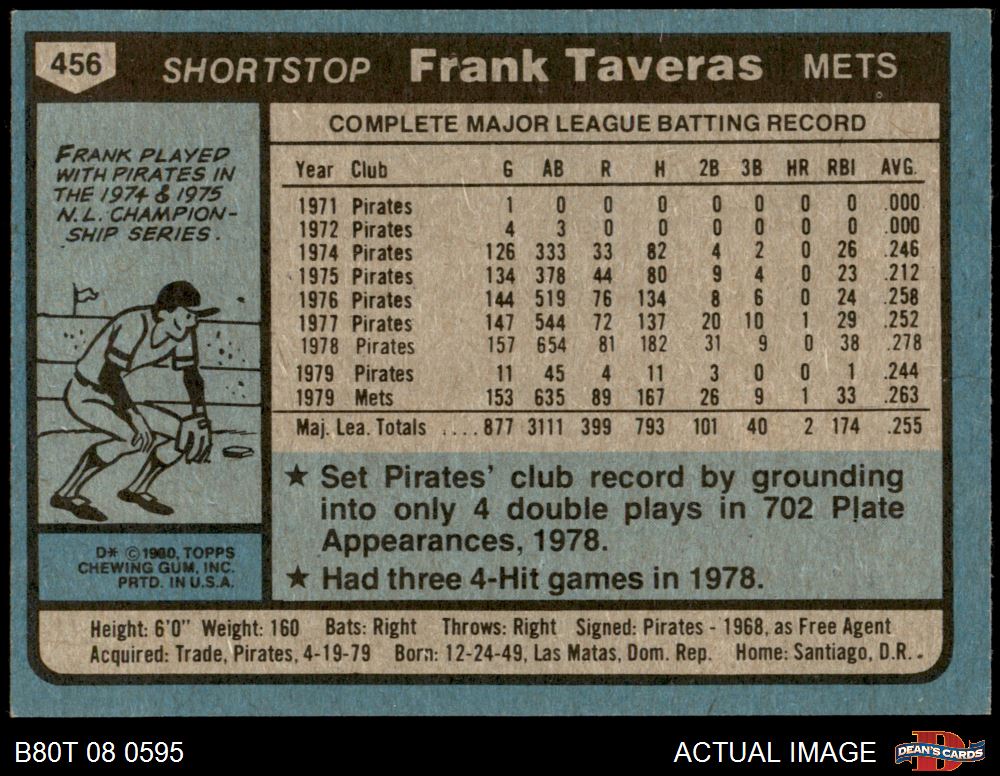 456 SHORTSTOP Frank Taveras METS
FRANK PLAYED
WITH PIRATES IN
THE 1974 & 1975
N.L. CHAMPION-
SHIP SERIES.
D* © 1980, TOPPS
CHEWING GUM, INC.
PRTD. IN U.S.A.
COMPLETE MAJOR LEAGUE BATTING RECORD
Year Club G AB R H 2B 3B HR RBI AVG.
1971 Pirates 1 0 0 0 0 0 0 0 .000
1972 Pirates 4 3 0 0 0 0 0 0 .000
1974 Pirates 126 333 33 82 4 2 0 26 .246
1975 Pirates 134 378 44 80 9 4 0 23 .212
1976 Pirates 144 519 76 134 8 6 0 24 .258
1977 Pirates 147 544 72 137 20 10 1 29 .252
1978 Pirates 157 654 81 182 31 9 0 38 .278
1979 Pirates 11 45 4 11 3 0 0 1 .244
1979 Mets 153 635 89 167 26 9 1 33 .263
Maj. Lea. Totals ....877 3111 399 793 101 40 2 174 .255
★ Set Pirates' club record by grounding
into only 4 double plays in 702 Plate
Appearances, 1978.
★ Had three 4-Hit games in 1978.
Height: 6'0" Weight: 160 Bats: Right Throws: Right Signed: Pirates - 1968, as Free Agent
Acquired: Trade, Pirates, 4-19-79 Born: 12-24-49, Las Matas, Dom. Rep. Home: Santiago, D.R.
B80T 08 0595 ACTUAL IMAGE DEAN'S CARDS